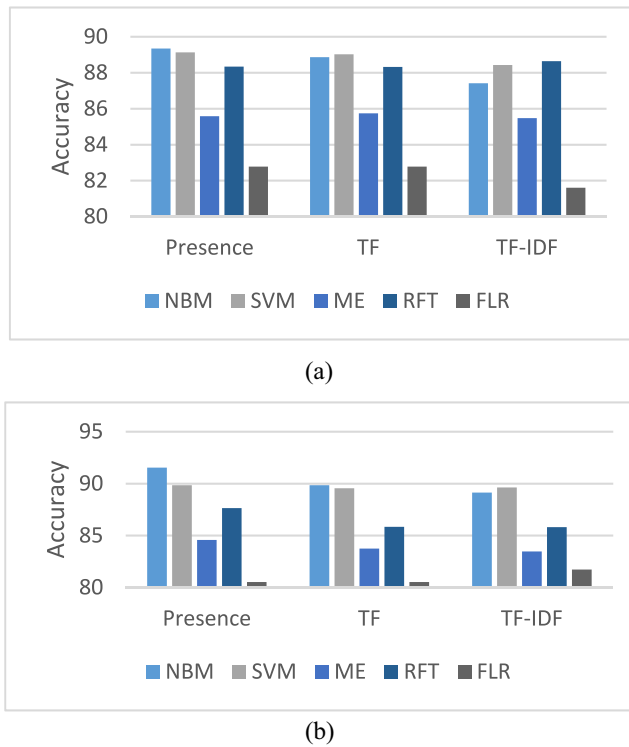 90
88
86
84
82
80
Accuracy
Presence TF TF-IDF
NBM SVM ME RFT FLR
(a)
95
90
85
80
Accuracy
Presence TF TF-IDF
NBM SVM ME RFT FLR
(b)